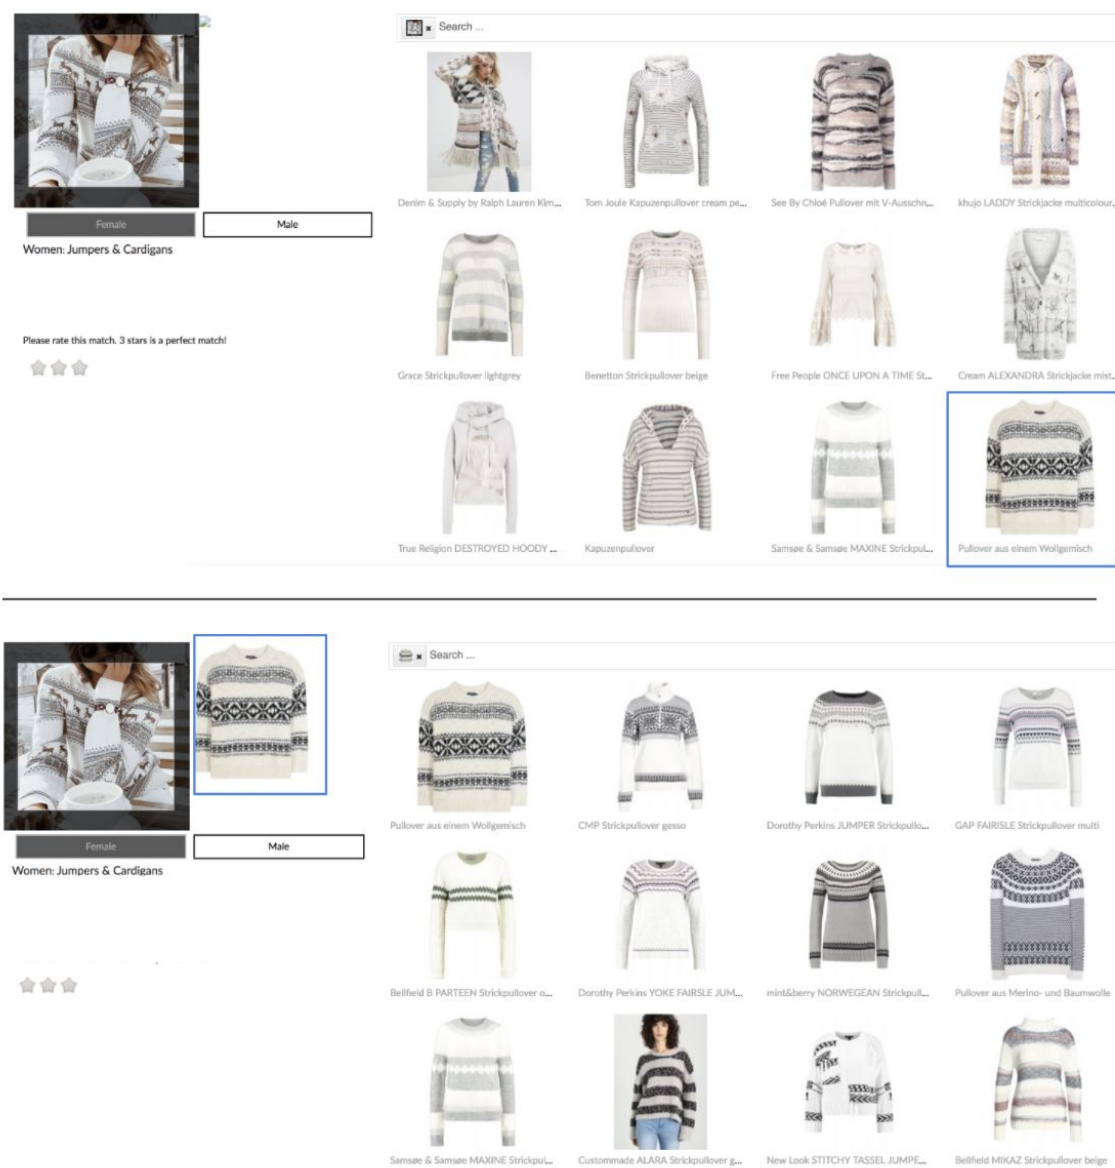 Search ...
Denim & Supply by Ralph Lauren Kim...
Tom Joule Kapuzenpullover cream pe...
See By Chloé Pullover mit V-Ausschn...
khujo LADDY Strickjacke multicolour.
Female
Male
Women: Jumpers & Cardigans
Please rate this match. 3 stars is a perfect match!
Grace Strickpullover lightgrey
Benetton Strickpullover beige
Free People ONCE UPON A TIME St...
Cream ALEXANDRA Strickjacke mist..
True Religion DESTROYED HOODY ...
Kapuzenpullover
Samsøe & Samsøe MAXINE Strickpul...
Pullover aus einem Wollgemisch
Search ...
Pullover aus einem Wollgemisch
CMP Strickpullover gesso
Dorothy Perkins JUMPER Strickpullo...
GAP FAIRISLE Strickpullover multi
Female
Male
Women: Jumpers & Cardigans
Bellfield B PARTEEN Strickpullover o...
Dorothy Perkins YOKE FAIRSLE JUM...
mint&berry NORWEGEAN Strickpull...
Pullover aus Merino- und Baumwolle
Samsøe & Samsøe MAXINE Strickpul...
Custommade ALARA Strickpullover g...
New Look STITCHY TASSEL JUMPE...
Bellfield MIKAZ Strickpullover beige